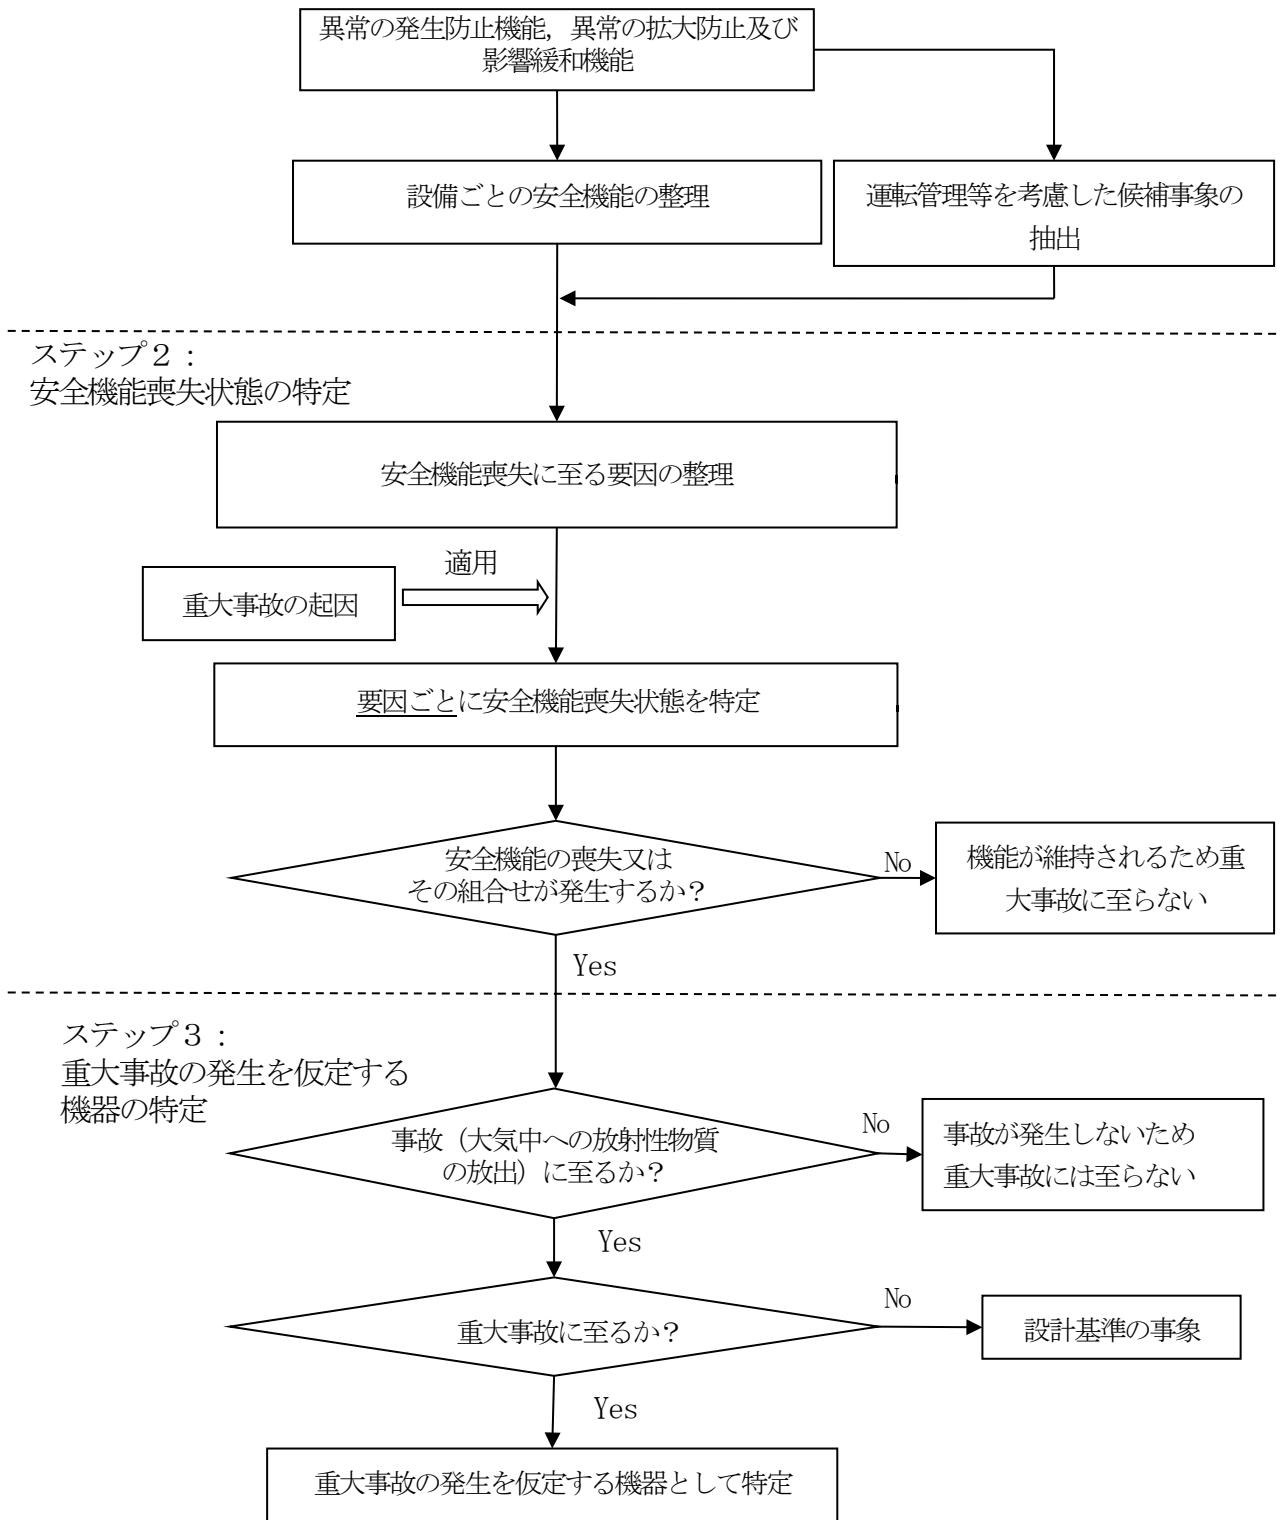 異常の発生防止機能，異常の拡大防止及び
影響緩和機能
設備ごとの安全機能の整理
運転管理等を考慮した候補事象の
抽出
ステップ２：
安全機能喪失状態の特定
安全機能喪失に至る要因の整理
適用
重大事故の起因
要因ごとに安全機能喪失状態を特定
安全機能の喪失又は
その組合せが発生するか？
No
機能が維持されるため重
大事故に至らない
Yes
ステップ３：
重大事故の発生を仮定する
機器の特定
事故（大気中への放射性物質
の放出）に至るか？
No
事故が発生しないため
重大事故には至らない
Yes
重大事故に至るか？
No
設計基準の事象
Yes
重大事故の発生を仮定する機器として特定